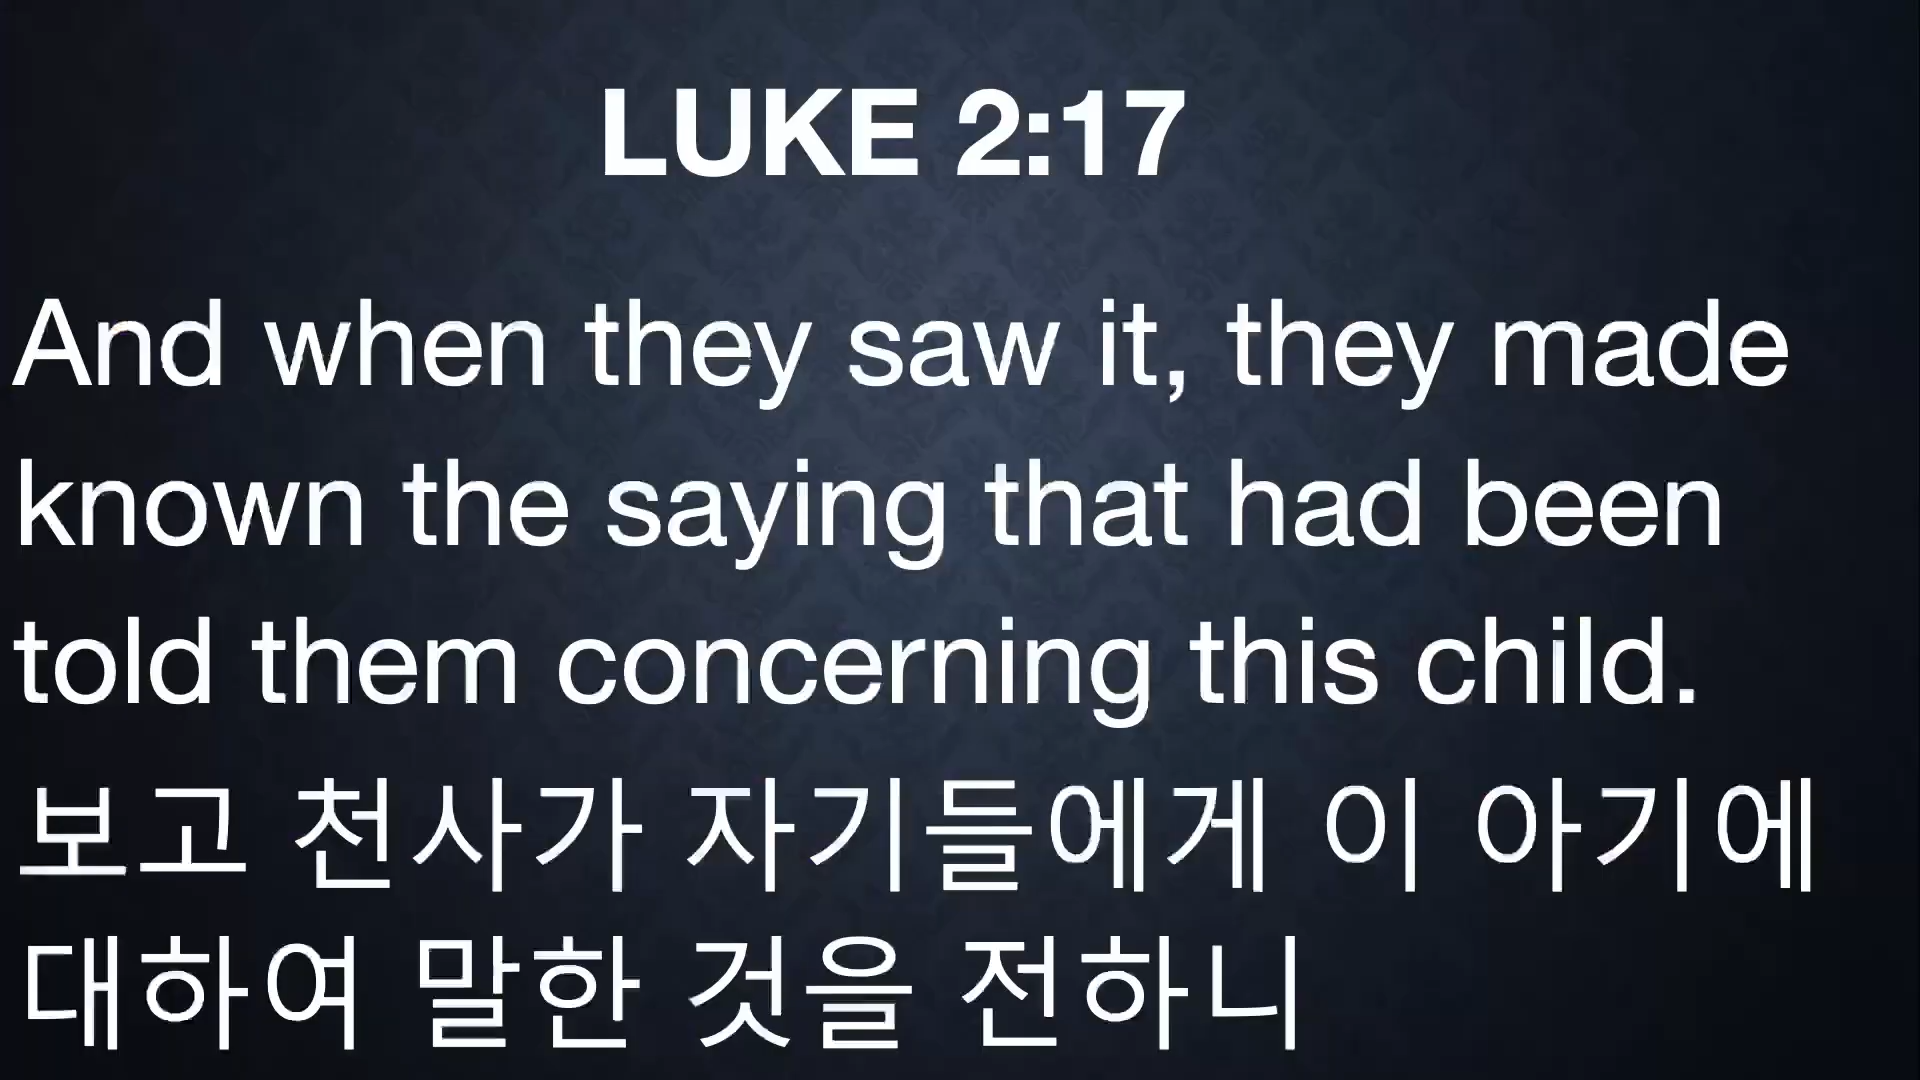 LUKE 2:17
And when they saw it, they made
known the saying that had been
told them concerning this child.
보고 천사가 자기들에게 이 아기에
대하여 말한 것을 전하니